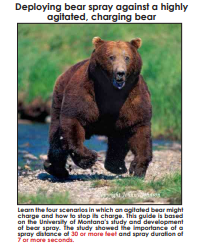 Deploying bear spray against a highly
agitated, charging bear
Learn the four scenarios in which an agitated bear might
charge and how to stop its charge. This guide is based
on the University of Montana's study and development
of bear spray. The study showed the importance of a
spray distance of 30 or more feet and spray duration of
7 or more seconds.